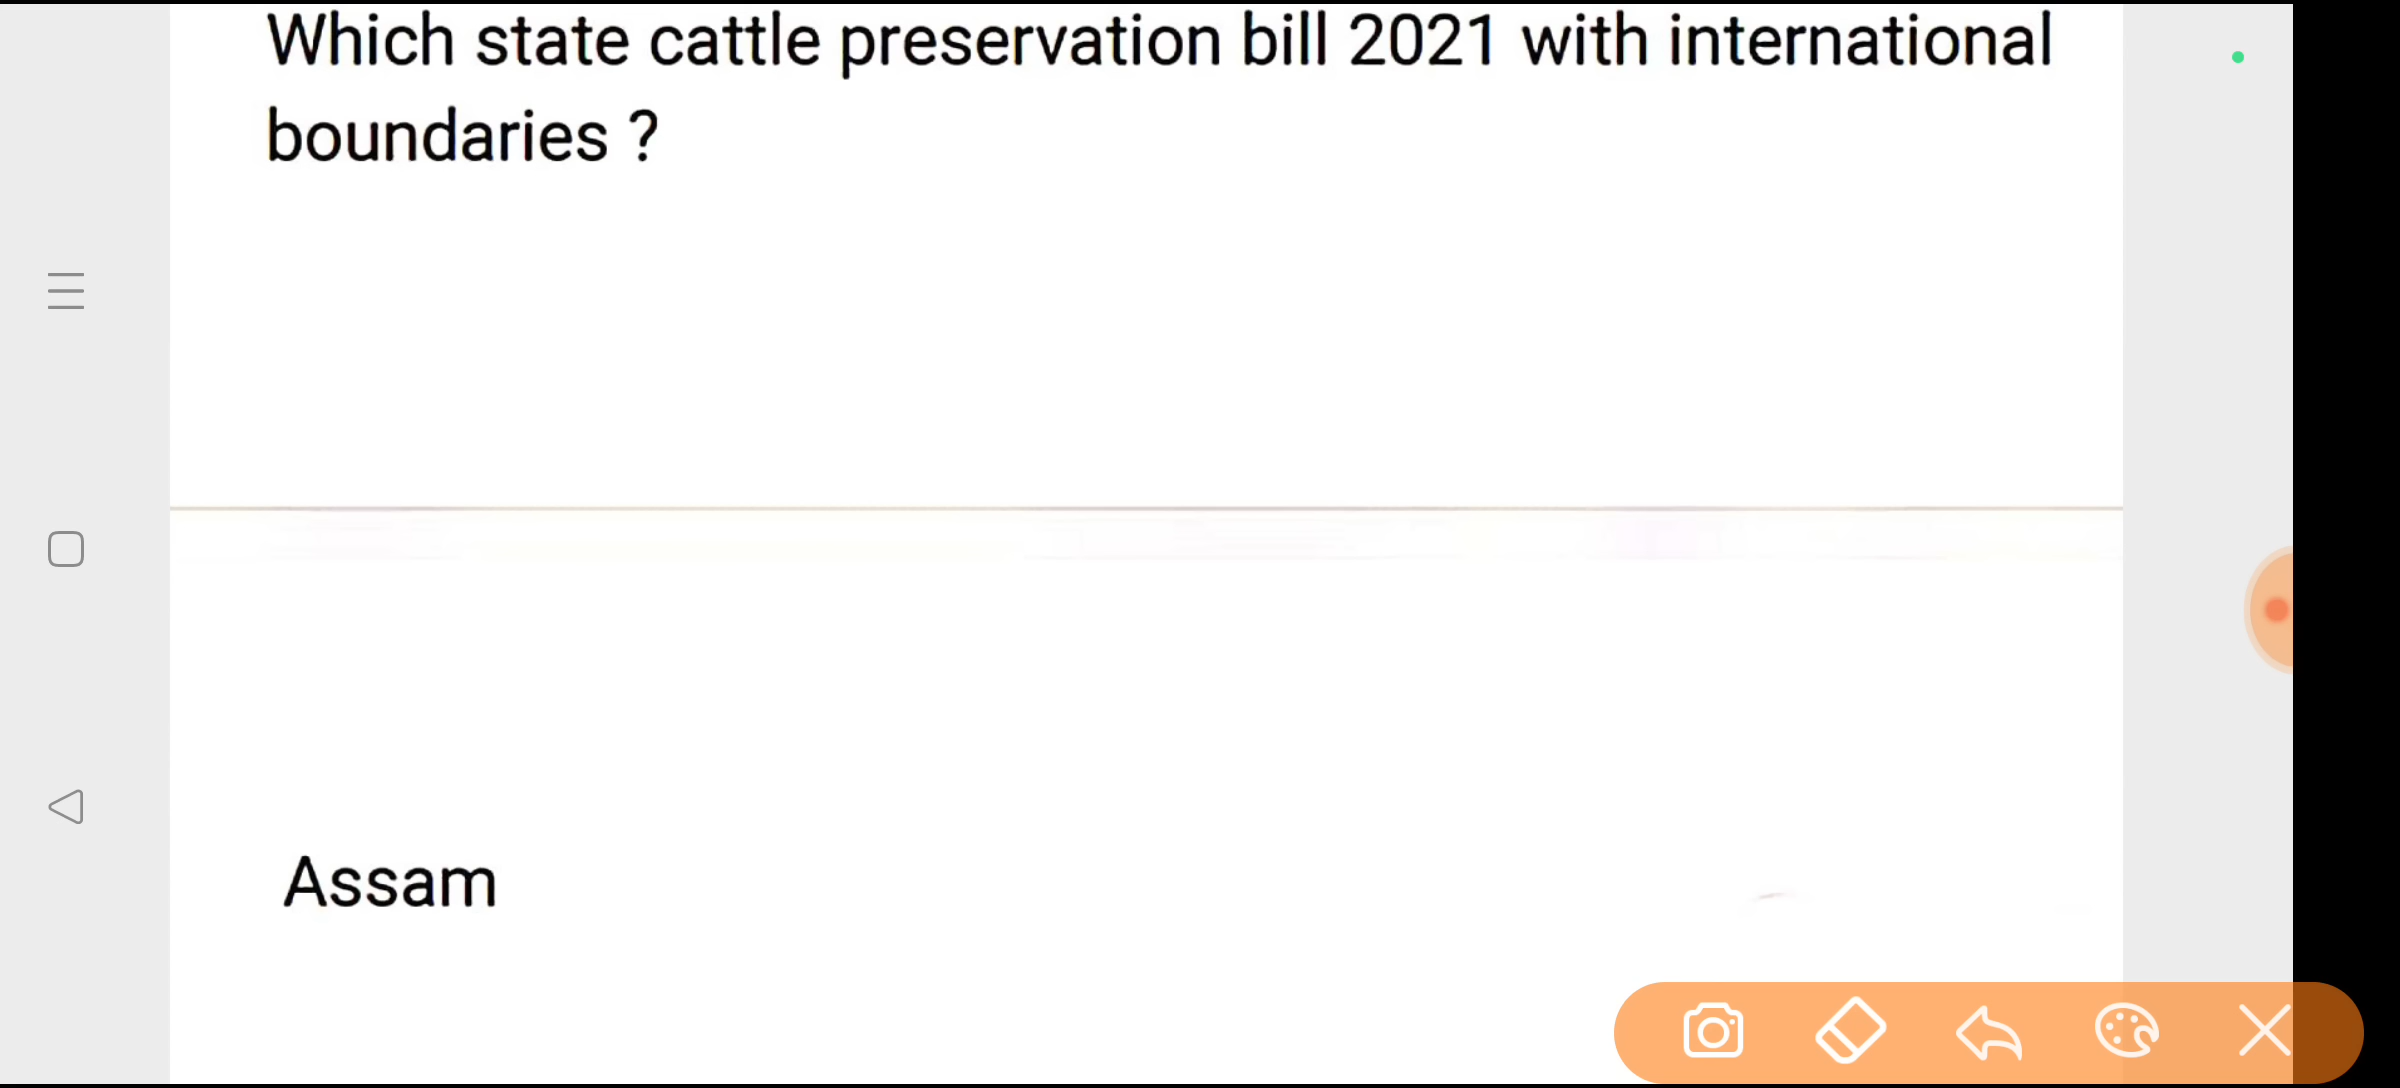 Which state cattle preservation bill 2021 with international
boundaries ?
Assam